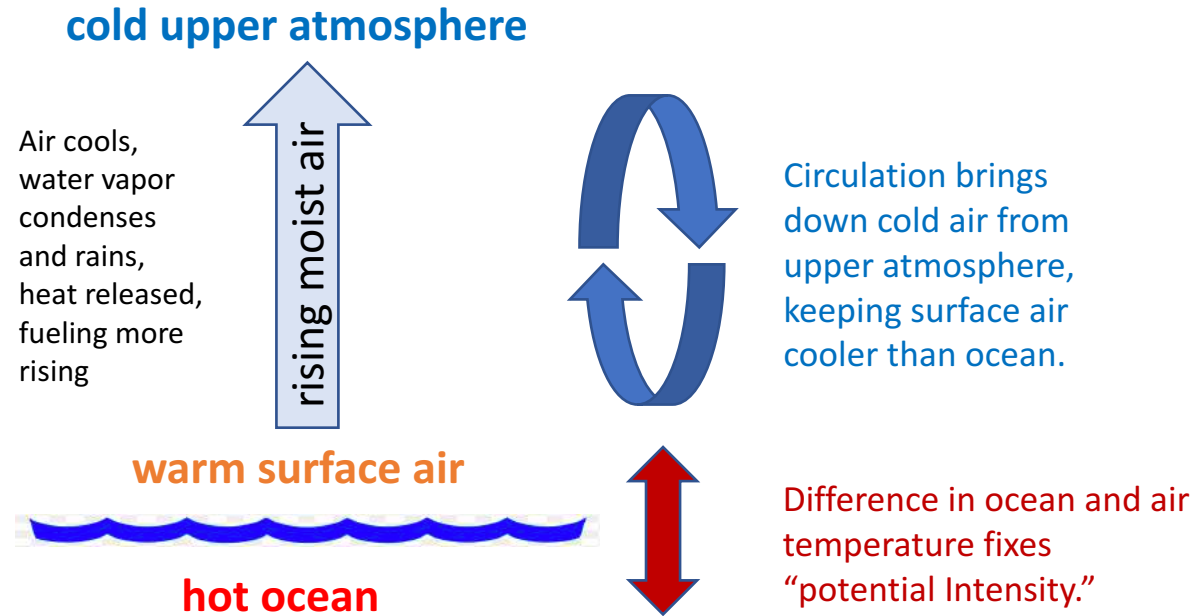 cold upper atmosphere
Air cools,
water vapor
condenses
and rains,
heat released,
fueling more
rising
rising moist air
Circulation brings
down cold air from
upper atmosphere,
keeping surface air
cooler than ocean.
warm surface air
hot ocean
Difference in ocean and air
temperature fixes
“potential Intensity.”